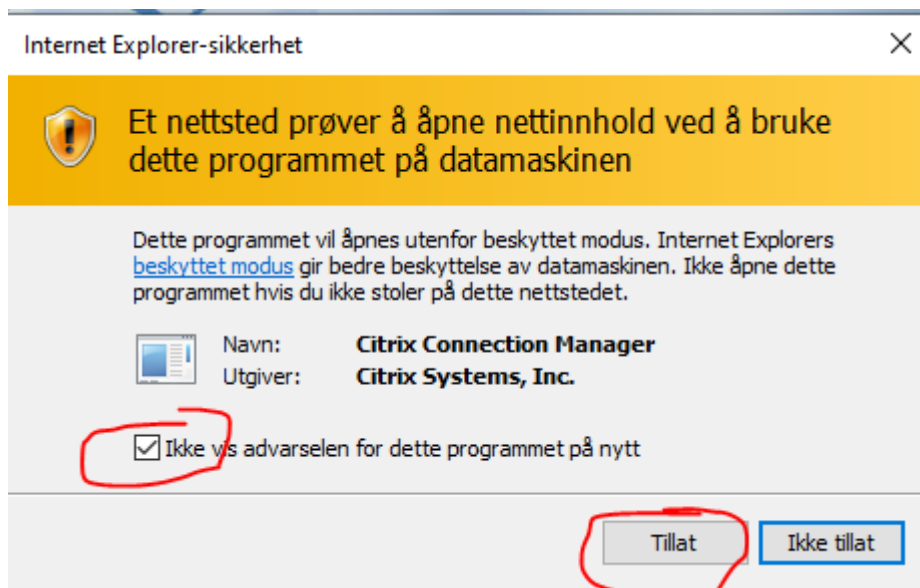 Internet Explorer-sikkerhet
Et nettsted prøver å åpne nettinnhold ved å bruke
dette programmet på datamaskinen
Dette programmet vil åpnes utenfor beskyttet modus. Internet Explorers
beskyttet modus gir bedre beskyttelse av datamaskinen. Ikke åpne dette
programmet hvis du ikke stoler på dette nettstedet.
Navn: Citrix Connection Manager
Utgiver: Citrix Systems, Inc.
Ikke vis advarselen for dette programmet på nytt
Tillat Ikke tillat